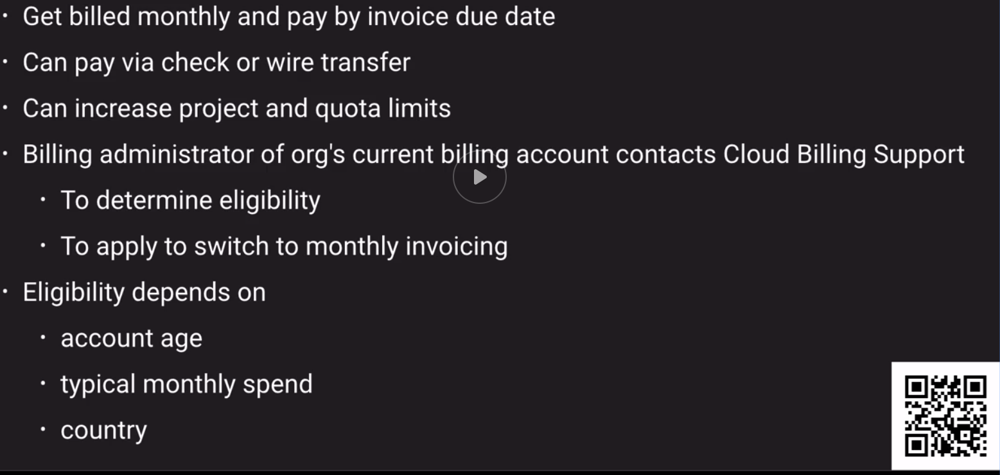 • Get billed monthly and pay by invoice due date
• Can pay via check or wire transfer
• Can increase project and quota limits
• Billing administrator of org's current billing account contacts Cloud Billing Support
• To determine eligibility
• To apply to switch to monthly invoicing
• Eligibility depends on
• account age
• typical monthly spend
• country